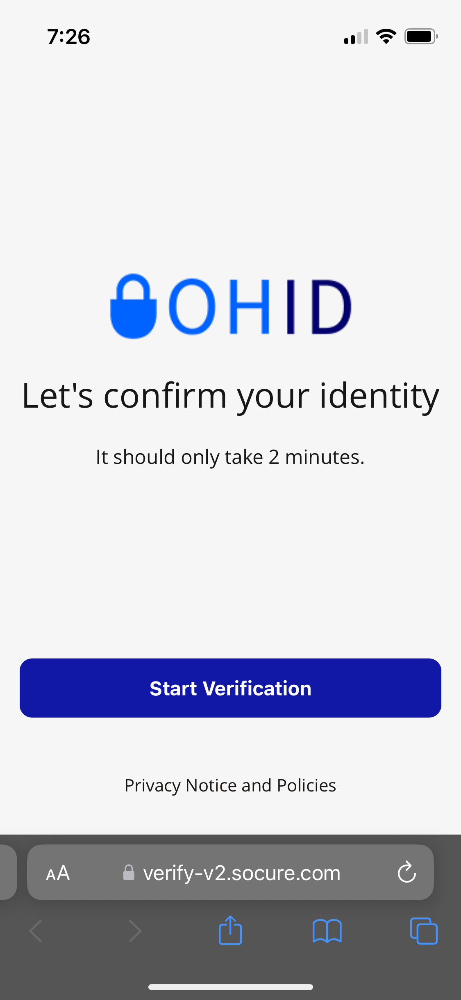 7:26
OHID
Let's confirm your identity
It should only take 2 minutes.
Start Verification
Privacy Notice and Policies
AA verify-v2.socure.com